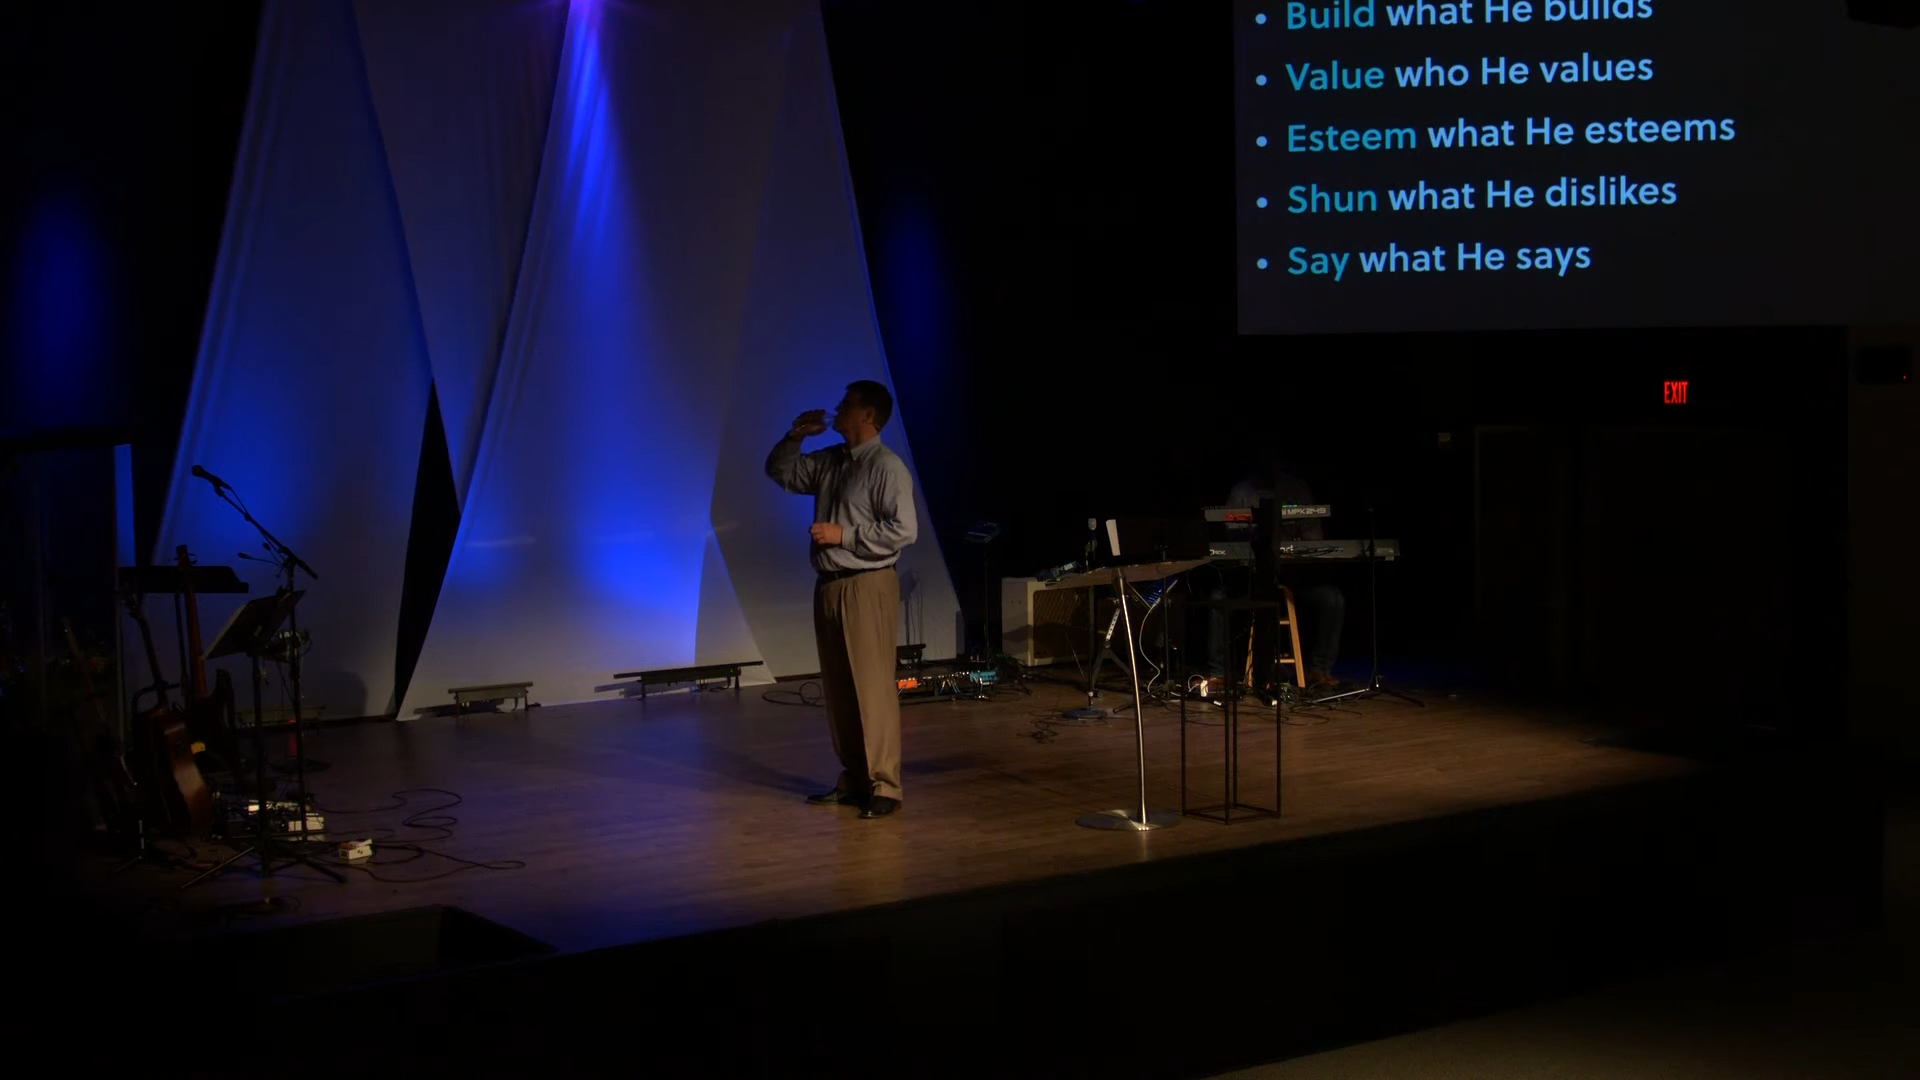 • Build what He builds
• Value who He values
• Esteem what He esteems
• Shun what He dislikes
• Say what He says
EXIT
MPK249